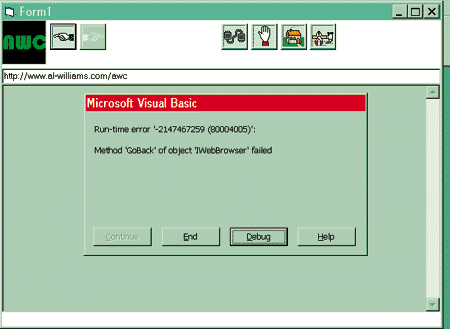 Form1
AWC
http://www.al-williams.com/awc
Microsoft Visual Basic
Run-time error '-2147467259 (80004005)':
Method 'GoBack' of object 'IWebBrowser' failed
Continue
End
Debug
Help